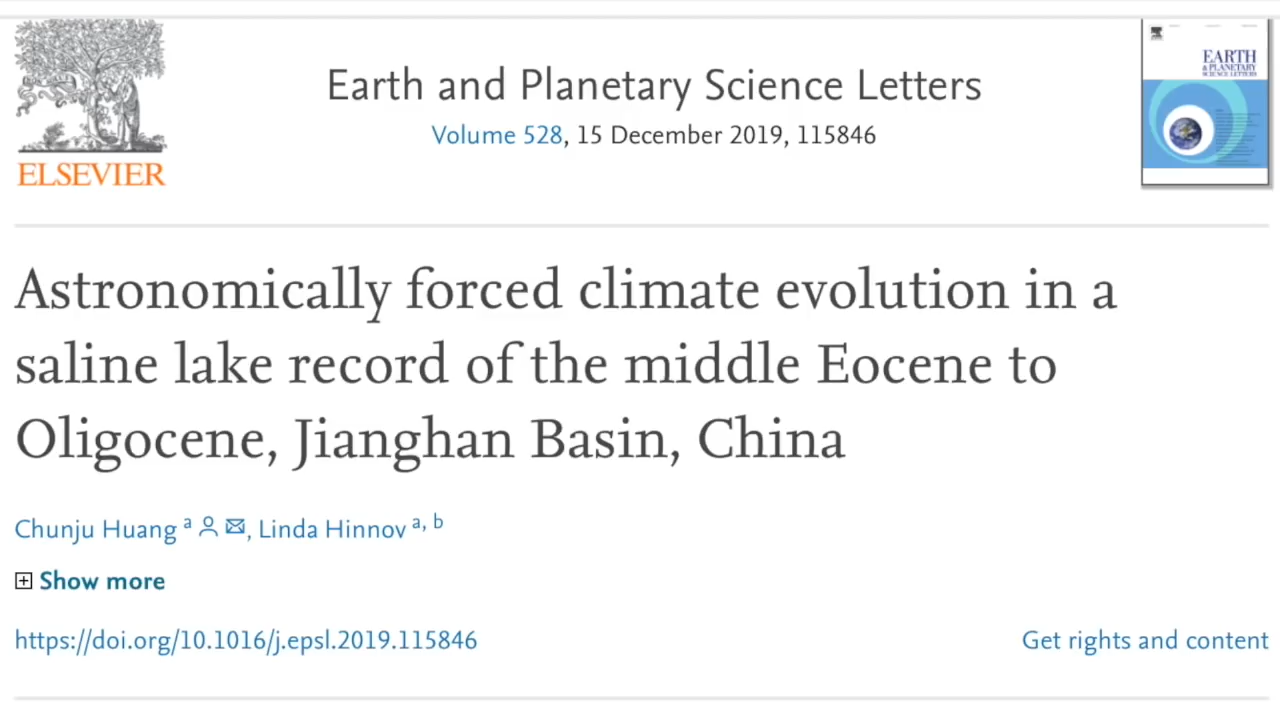 ELSEVIER
Earth and Planetary Science Letters
Volume 528, 15 December 2019, 115846
EARTH
& PLANETARY
SCIENCE LETTERS
Astronomically forced climate evolution in a
saline lake record of the middle Eocene to
Oligocene, Jianghan Basin, China
Chunju Huang a, Linda Hinnov a, b
Show more
https://doi.org/10.1016/j.epsl.2019.115846
Get rights and content